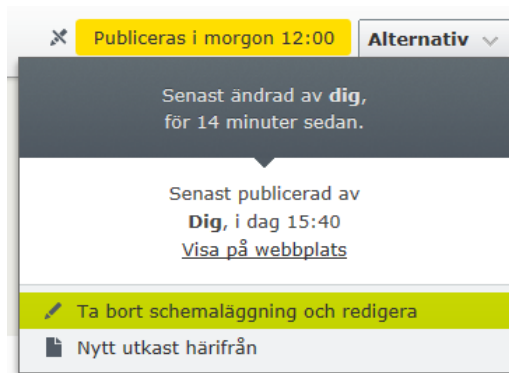 Publiceras i morgon 12:00
Alternativ
Senast ändrad av dig,
för 14 minuter sedan.
Senast publicerad av
Dig, i dag 15:40
Visa på webbplats
Ta bort schemaläggning och redigera
Nytt utkast härifrån